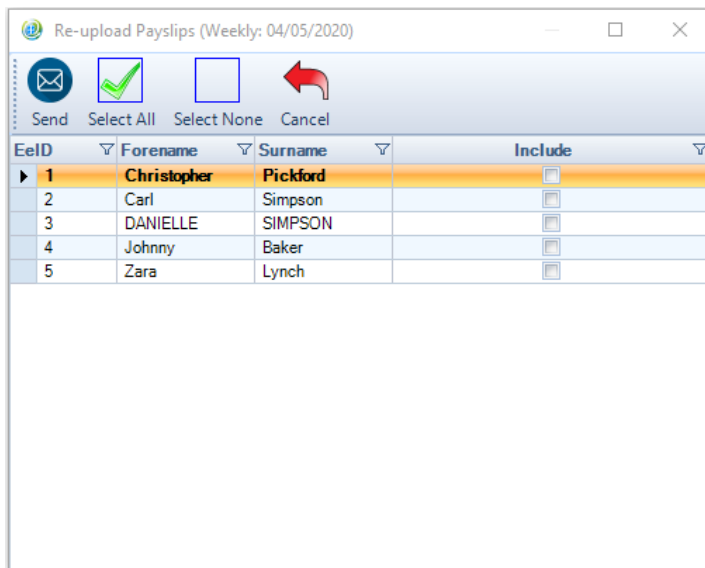 Re-upload Payslips (Weekly: 04/05/2020)
Send Select All Select None Cancel
EeID Forename Surname Include
1 Christopher Pickford
2 Carl Simpson
3 DANIELLE SIMPSON
4 Johnny Baker
5 Zara Lynch